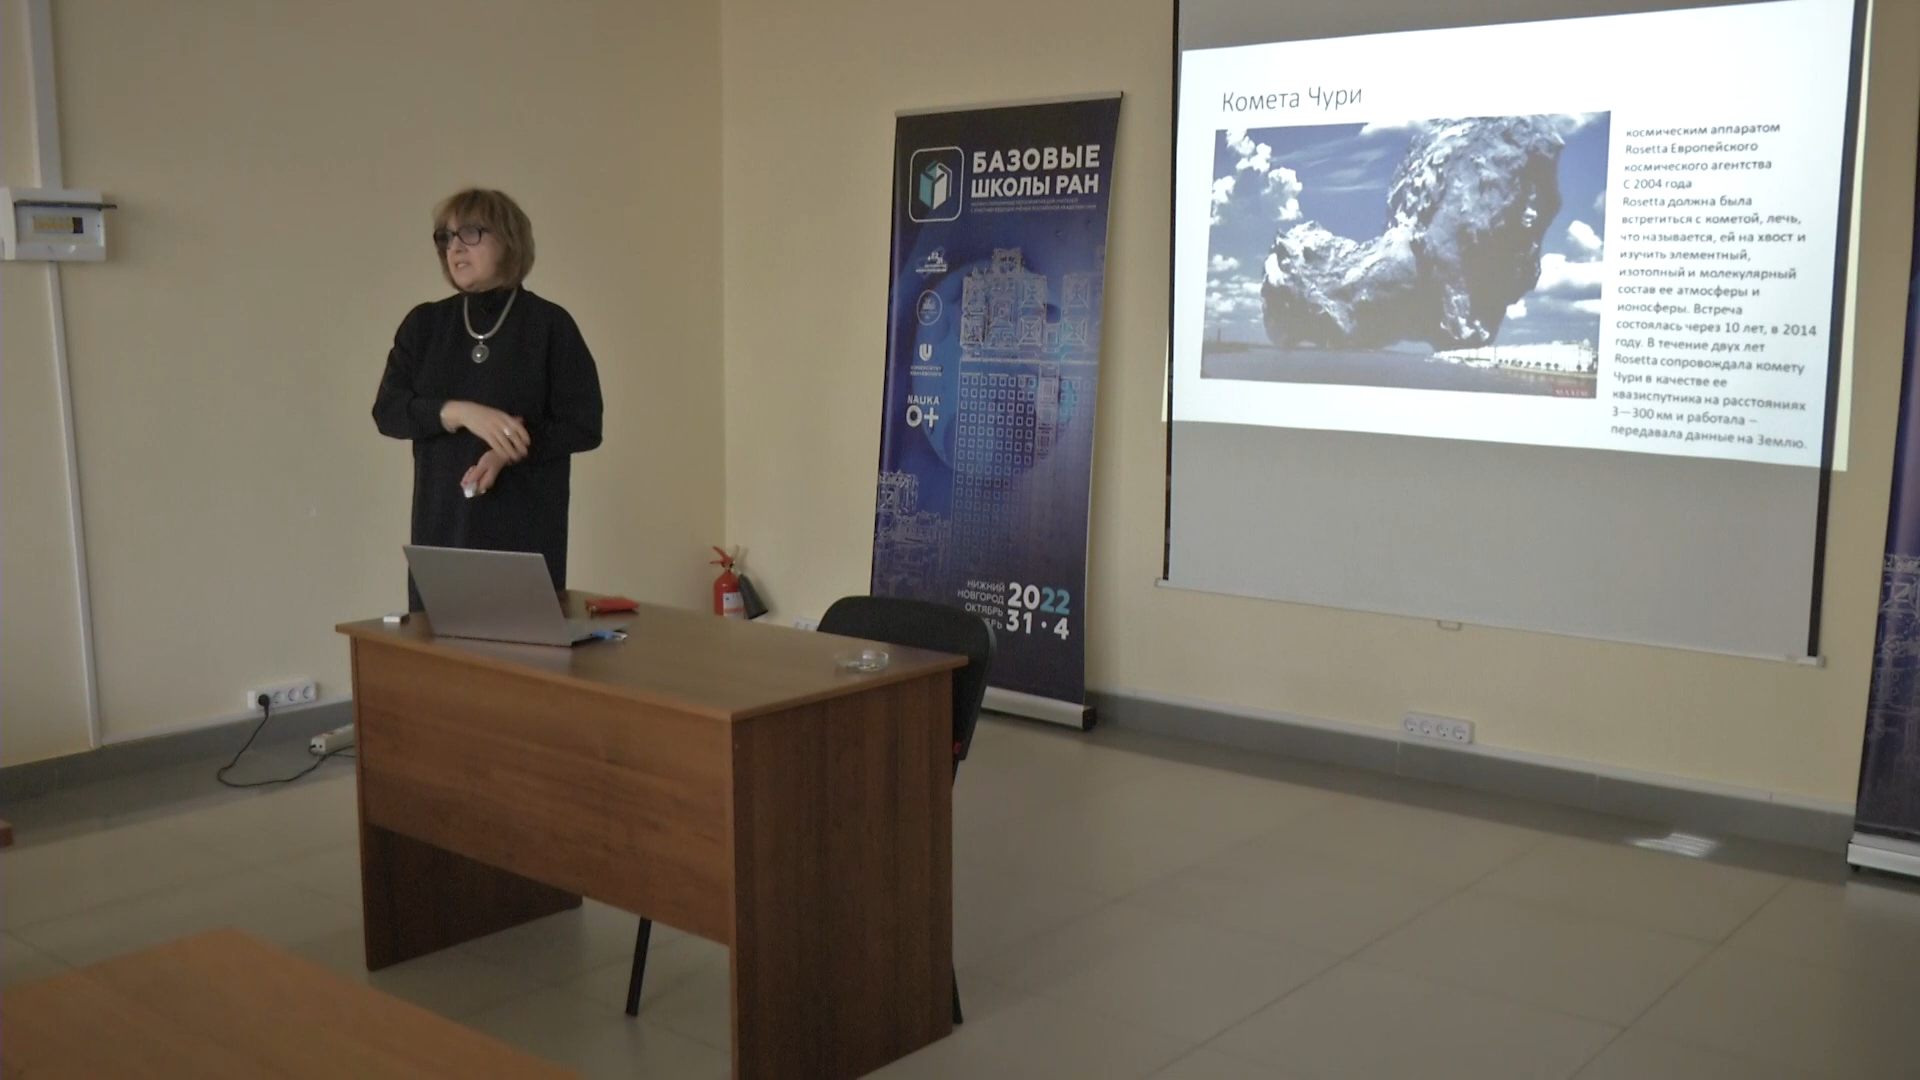 БАЗОВЫЕ
ШКОЛЫ РАН
NAUKA
0+
НИЖНИЙ
НОВГОРОД
ОКТЯБРЬ
2022
31 • 4
Комета Чури
космическим аппаратом
Rosetta Европейского
космического агентства
С 2004 года
Rosetta должна была
встретиться с кометой, лечь,
что называется, ей на хвост и
изучить элементный,
изотопный и молекулярный
состав ее атмосферы и
ионосферы. Встреча
состоялась через 10 лет, в 2014
году. В течение двух лет
Rosetta сопровождала комету
Чури в качестве ее
квазиспутника на расстояниях
3—300 км и работала –
передавала данные на Землю.